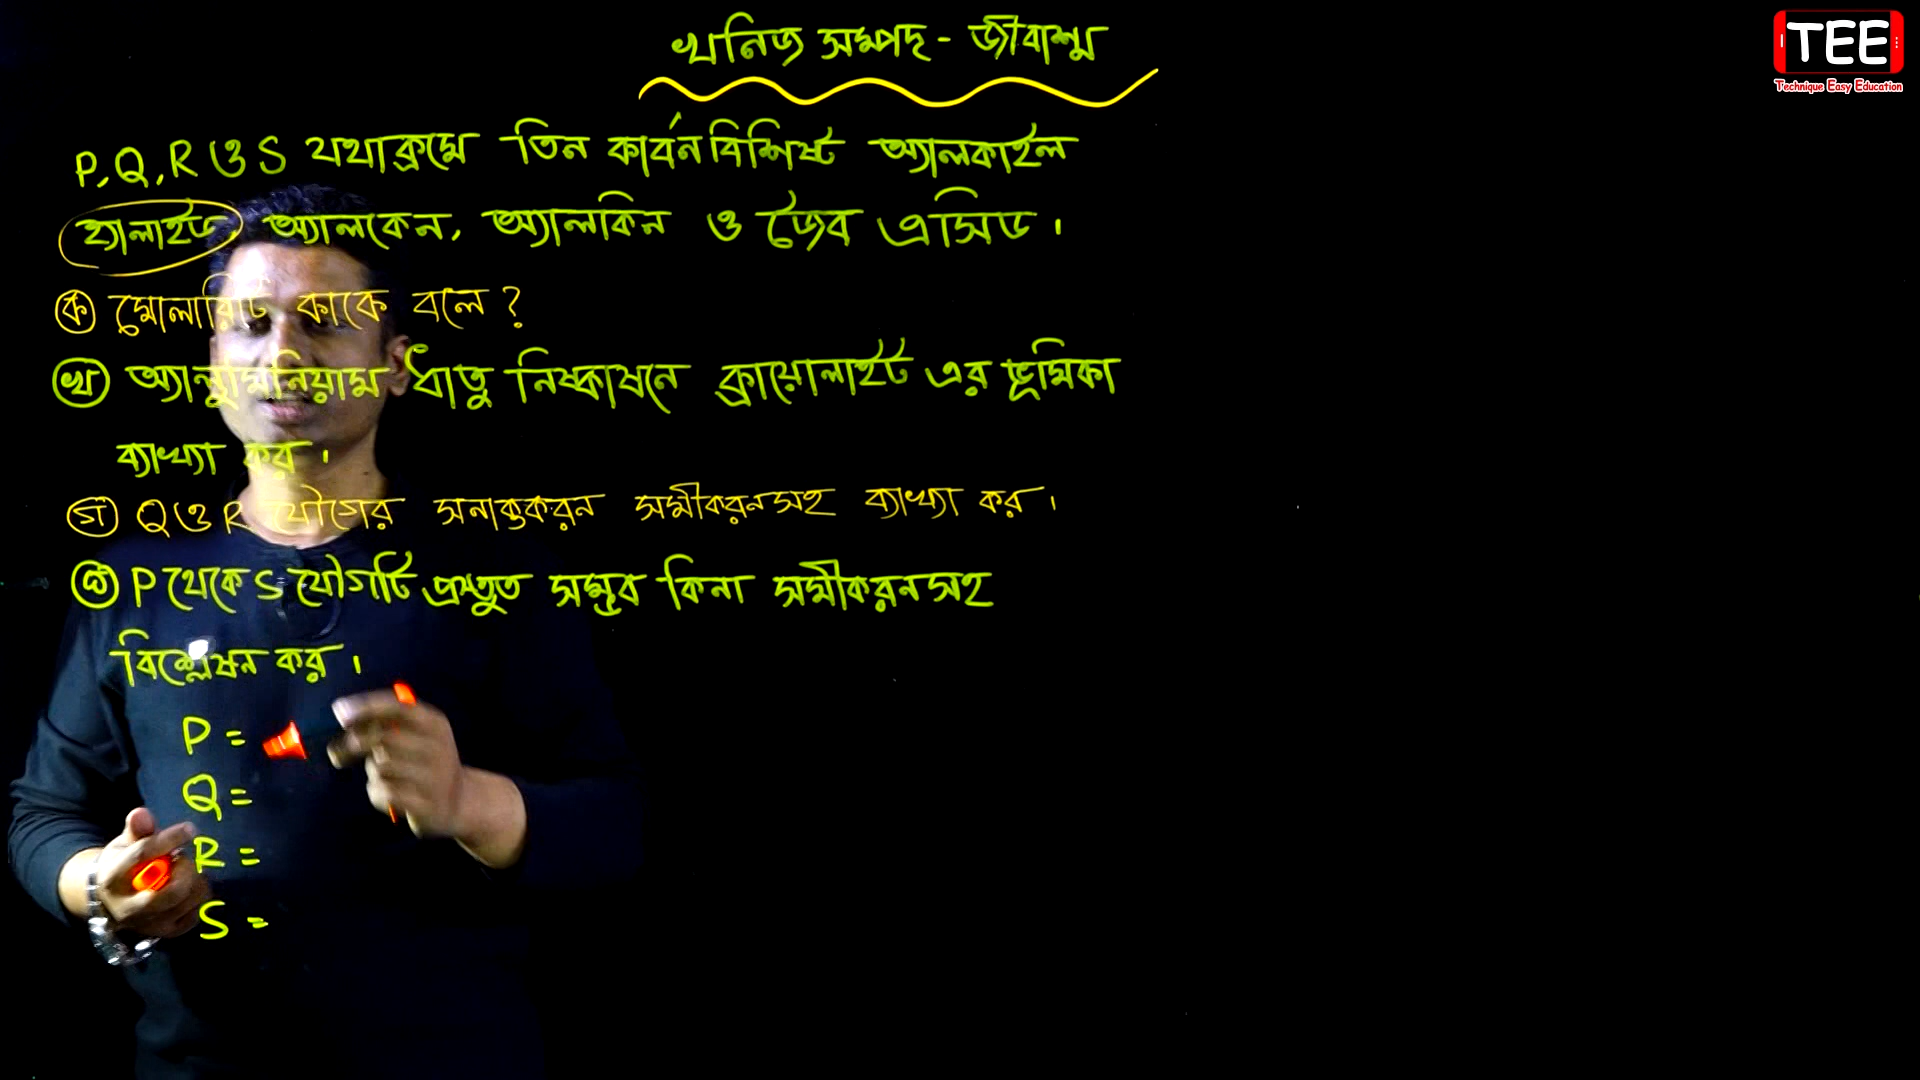 খনিজ সম্পদ - জীবাশ্ম
TEE
Technique Easy Education
P, Q, R ও S যথাক্রমে তিন কার্বন বিশিষ্ট অ্যালকাইল
হ্যালাইড অ্যালকেন, অ্যালকিন ও জৈব এসিড।
ক মোলারিটি কাকে বলে?
খ অ্যালুমিনিয়াম ধাতু নিষ্কাষনে ক্রায়োলাইট এর ভূমিকা
ব্যাখ্যা কর।
গ Q ও R যৌগের সনাক্তকরন সমীকরনসহ ব্যাখ্যা কর।
ঘ P থেকে S যৌগটি প্রস্তুত সম্ভব কিনা সমীকরনসহ
বিশ্লেষন কর।
P =
Q =
R =
S =